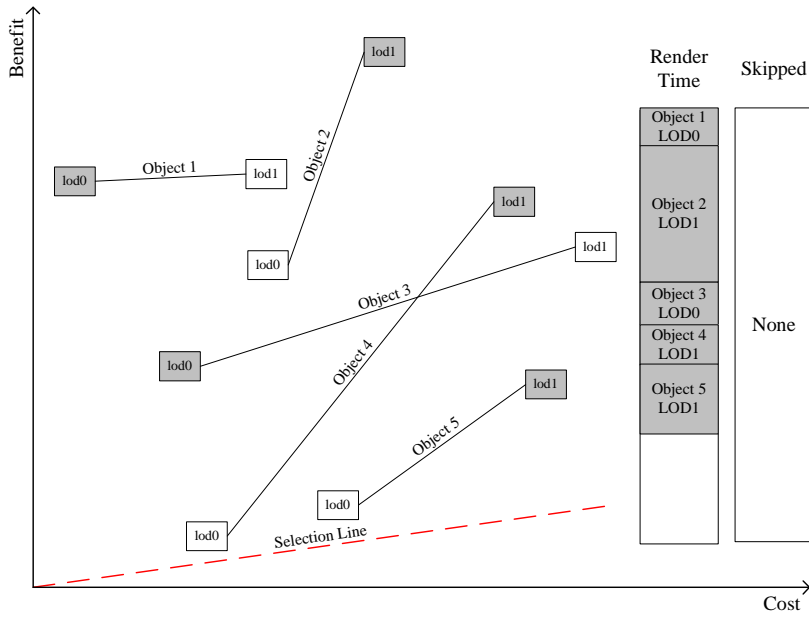 Benefit
lod1
Render
Time
Skipped
Object 2
Object 1
LOD0
lod0
Object 1
lod1
lod1
Object 2
LOD1
lod1
lod0
Object 3
Object 3
LOD0
None
lod0
Object 4
Object 4
LOD1
lod1
Object 5
LOD1
Object 5
lod0
lod0
Selection Line
Cost